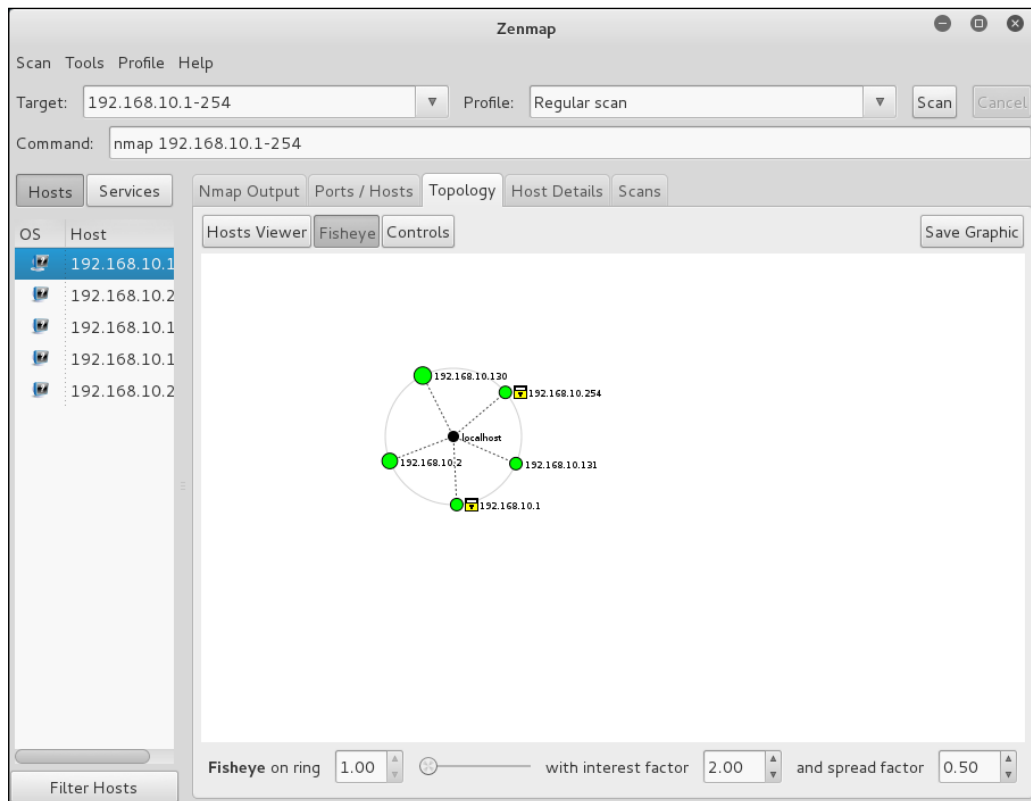 Zenmap
Scan Tools Profile Help
Target: 192.168.10.1-254 Profile: Regular scan Scan Cancel
Command: nmap 192.168.10.1-254
Hosts Services Nmap Output Ports / Hosts Topology Host Details Scans
Hosts Viewer Fisheye Controls Save Graphic
OS Host
192.168.10.1
192.168.10.2
192.168.10.1
192.168.10.1
192.168.10.2
192.168.10.130
192.168.10.254
localhost
192.168.10.2
192.168.10.131
192.168.10.1
Fisheye on ring 1.00 with interest factor 2.00 and spread factor 0.50
Filter Hosts